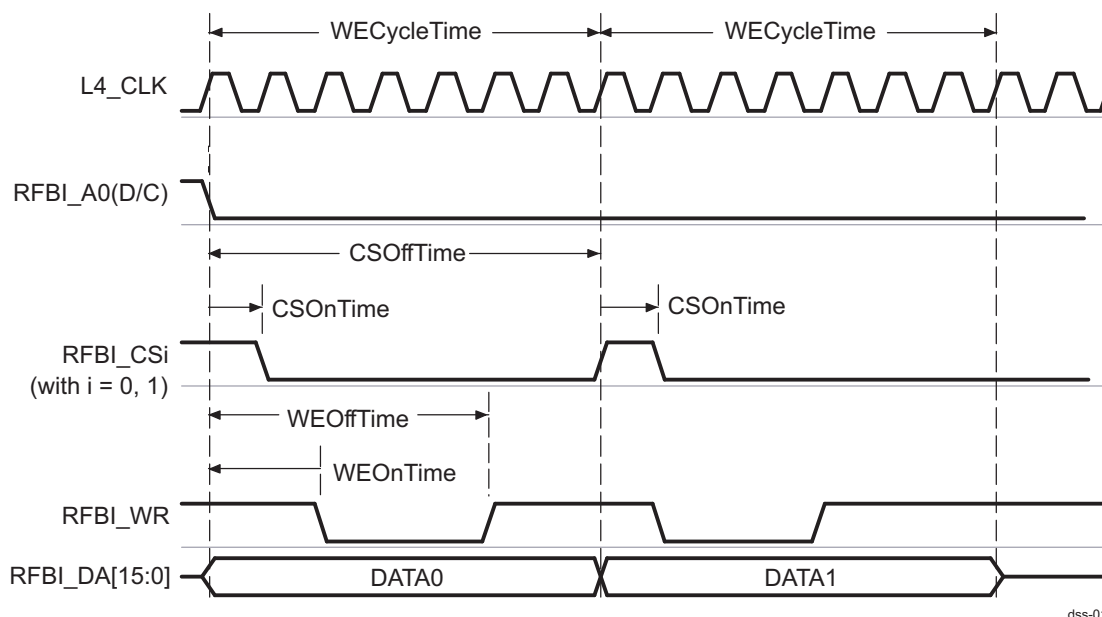 WECycleTime WECycleTime
L4_CLK
RFBI_A0(D/C)
CSOffTime
CSOnTime CSOnTime
RFBI_CSi
(with i = 0, 1)
WEOffTime
WEOnTime
RFBI_WR
RFBI_DA[15:0] DATA0 DATA1